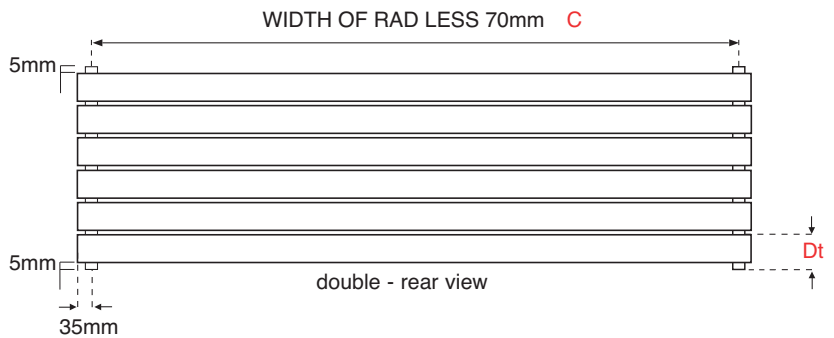 WIDTH OF RAD LESS 70mm C
5mm
Dt
5mm
double - rear view
35mm